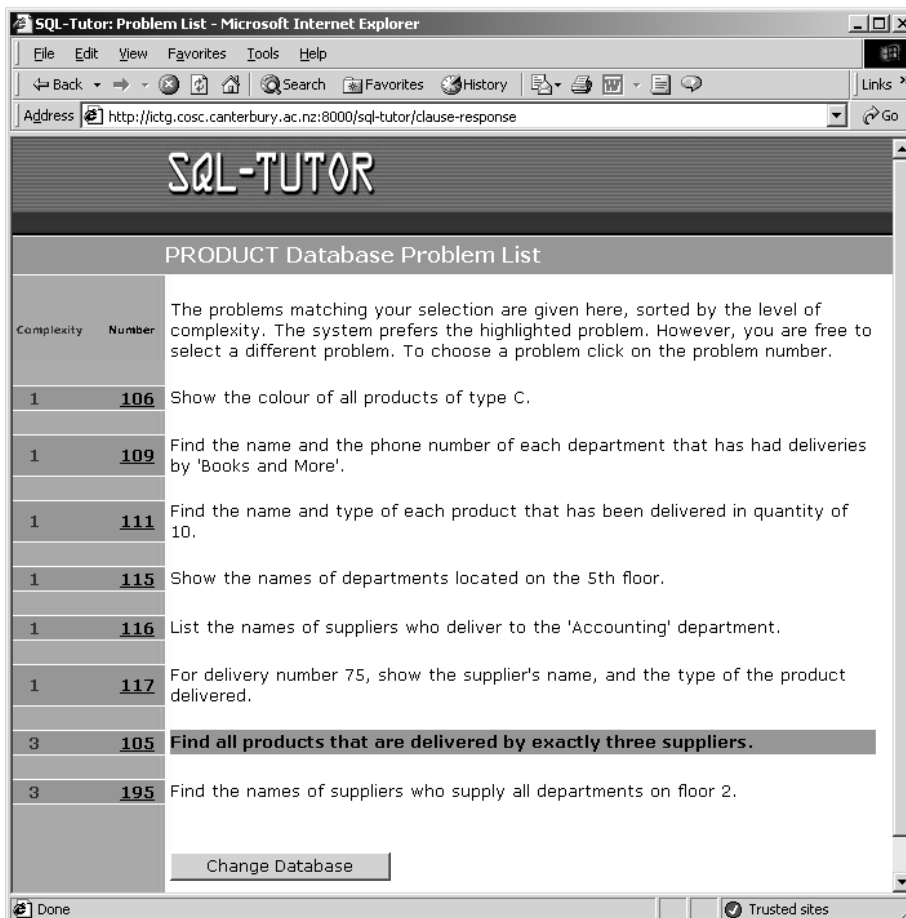 SQL-Tutor: Problem List - Microsoft Internet Explorer
File Edit View Favorites Tools Help
Back Search Favorites History Links »
Address http://ictg.cosc.canterbury.ac.nz:8000/sql-tutor/clause-response Go
SQL-TUTOR
PRODUCT Database Problem List
Complexity Number
The problems matching your selection are given here, sorted by the level of
complexity. The system prefers the highlighted problem. However, you are free to
select a different problem. To choose a problem click on the problem number.
1 106 Show the colour of all products of type C.
1 109 Find the name and the phone number of each department that has had deliveries
by 'Books and More'.
1 111 Find the name and type of each product that has been delivered in quantity of
10.
1 115 Show the names of departments located on the 5th floor.
1 116 List the names of suppliers who deliver to the 'Accounting' department.
1 117 For delivery number 75, show the supplier's name, and the type of the product
delivered.
3 105 Find all products that are delivered by exactly three suppliers.
3 195 Find the names of suppliers who supply all departments on floor 2.
Change Database
Done Trusted sites